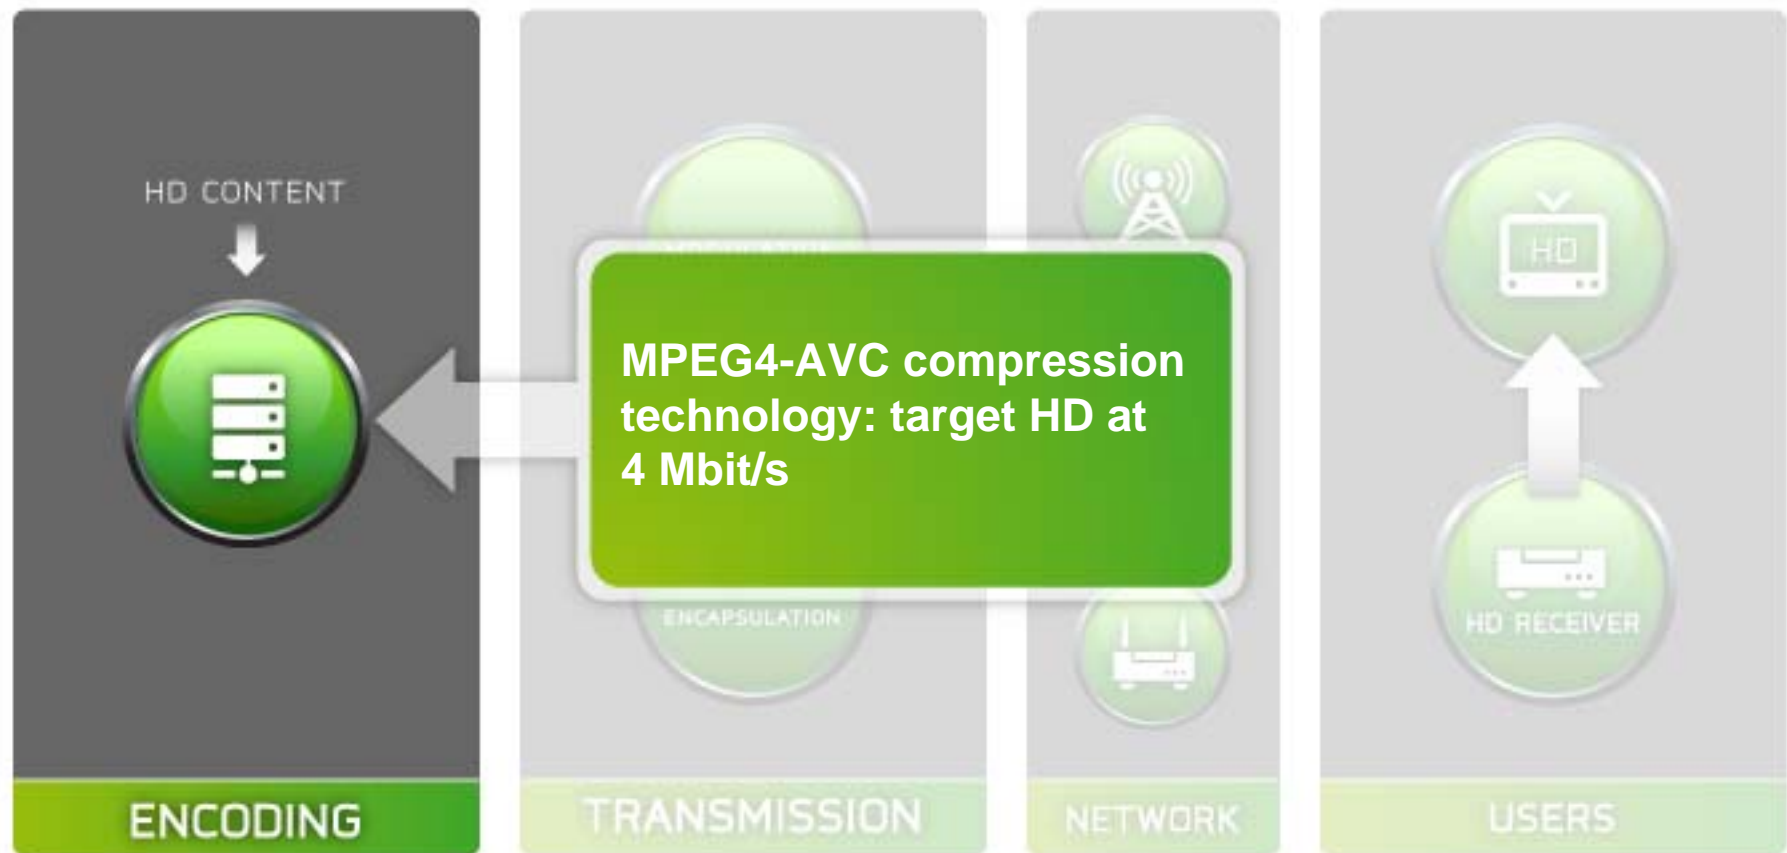 HD CONTENT
MPEG4-AVC compression
technology: target HD at
4 Mbit/s
ENCAPSULATION
HD
HD RECEIVER
ENCODING
TRANSMISSION
NETWORK
USERS